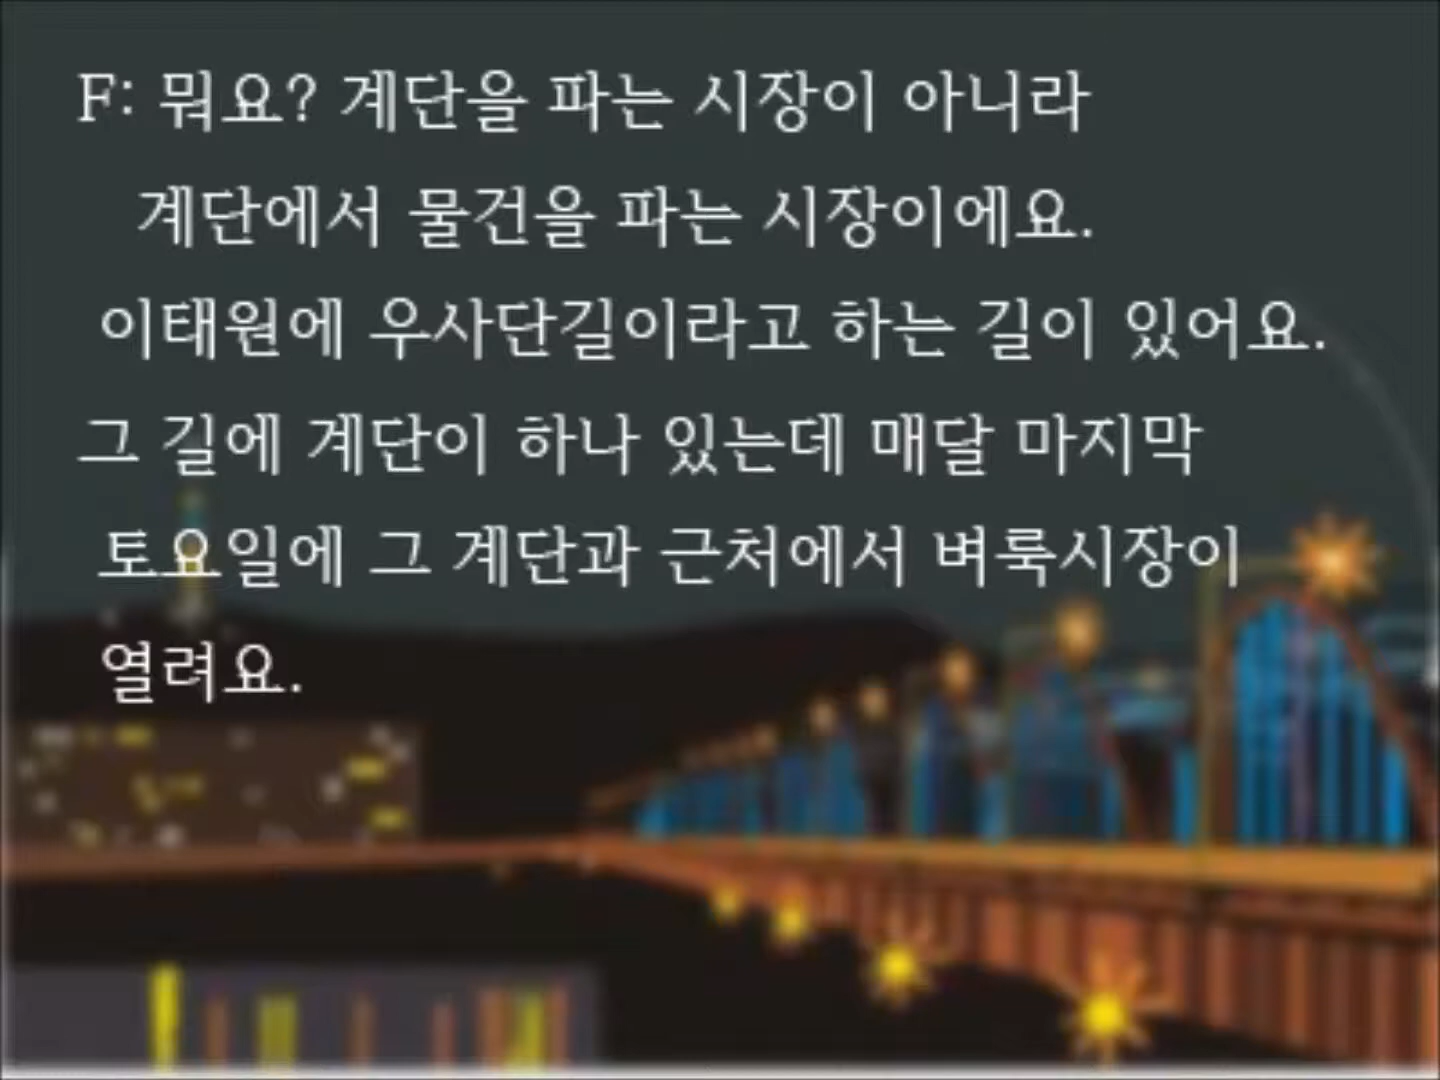 F: 뭐요? 계단을 파는 시장이 아니라
계단에서 물건을 파는 시장이에요.
이태원에 우사단길이라고 하는 길이 있어요.
그 길에 계단이 하나 있는데 매달 마지막
토요일에 그 계단과 근처에서 벼룩시장이
열려요.